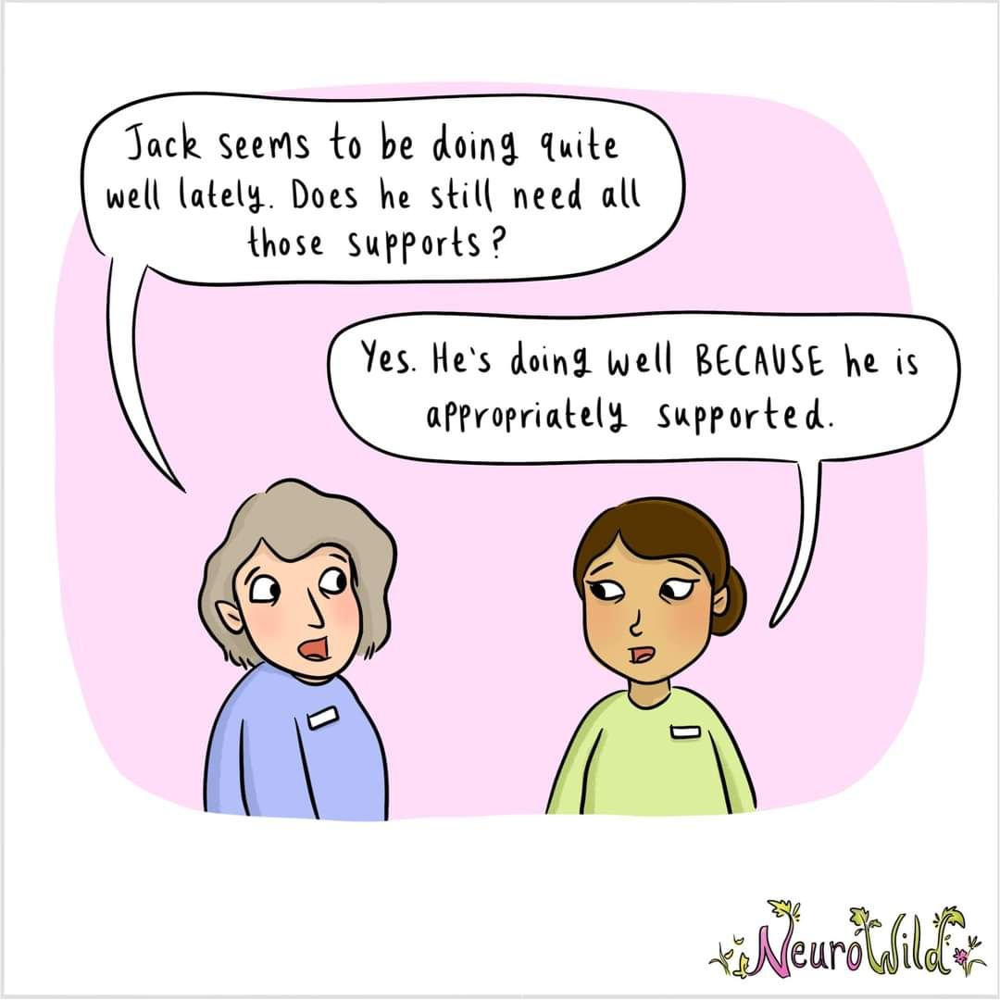 Jack seems to be doing quite
well lately. Does he still need all
those supports?
Yes. He's doing well BECAUSE he is
appropriately supported.
NeuroWild